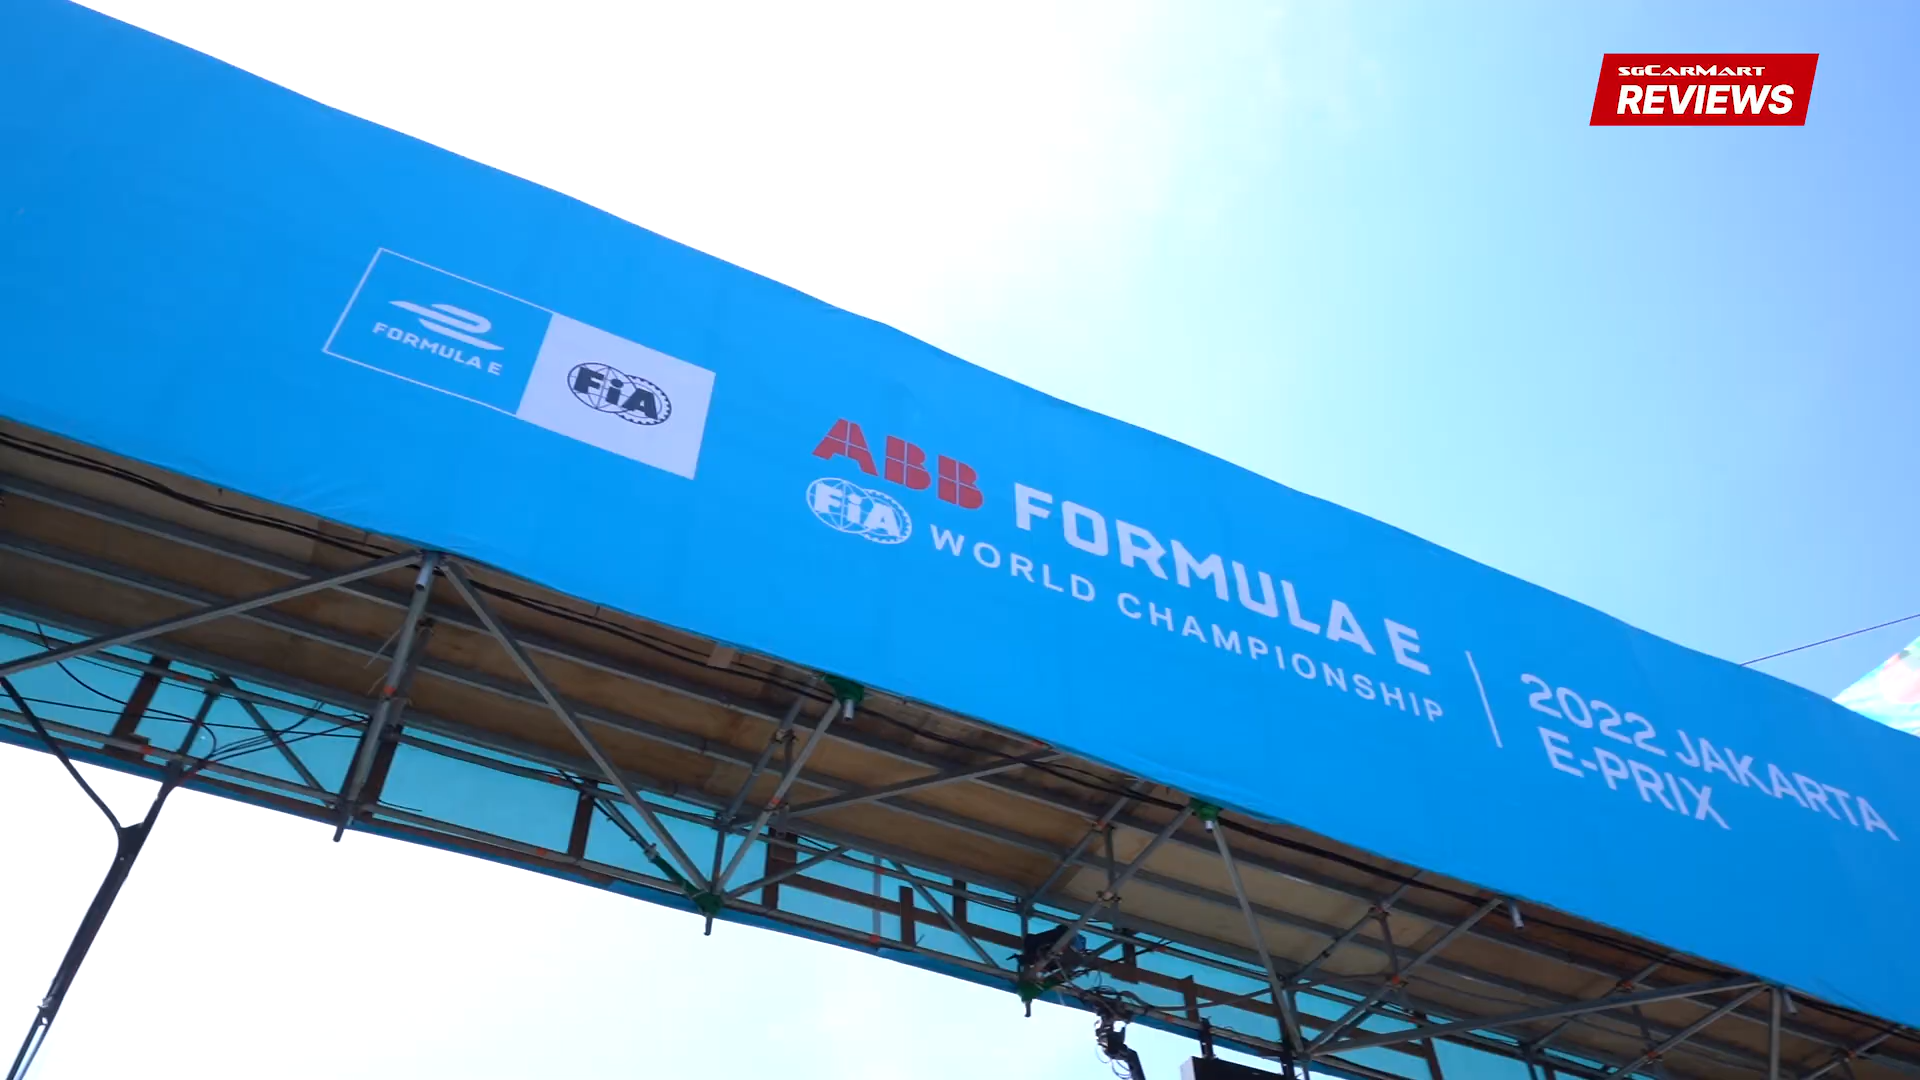 sgCarMart
REVIEWS
FORMULA E
FiA
ABB FORMULA E
FiA WORLD CHAMPIONSHIP
2022 JAKARTA
E-PRIX